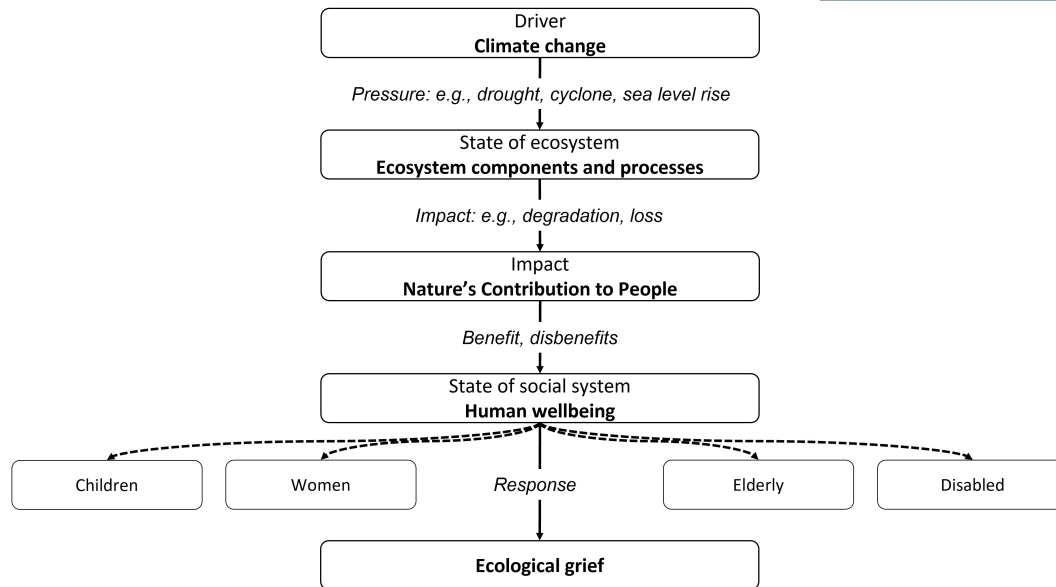 Driver
Climate change
Pressure: e.g., drought, cyclone, sea level rise
State of ecosystem
Ecosystem components and processes
Impact: e.g., degradation, loss
Impact
Nature’s Contribution to People
Benefit, disbenefits
State of social system
Human wellbeing
Children
Women
Response
Elderly
Disabled
Ecological grief